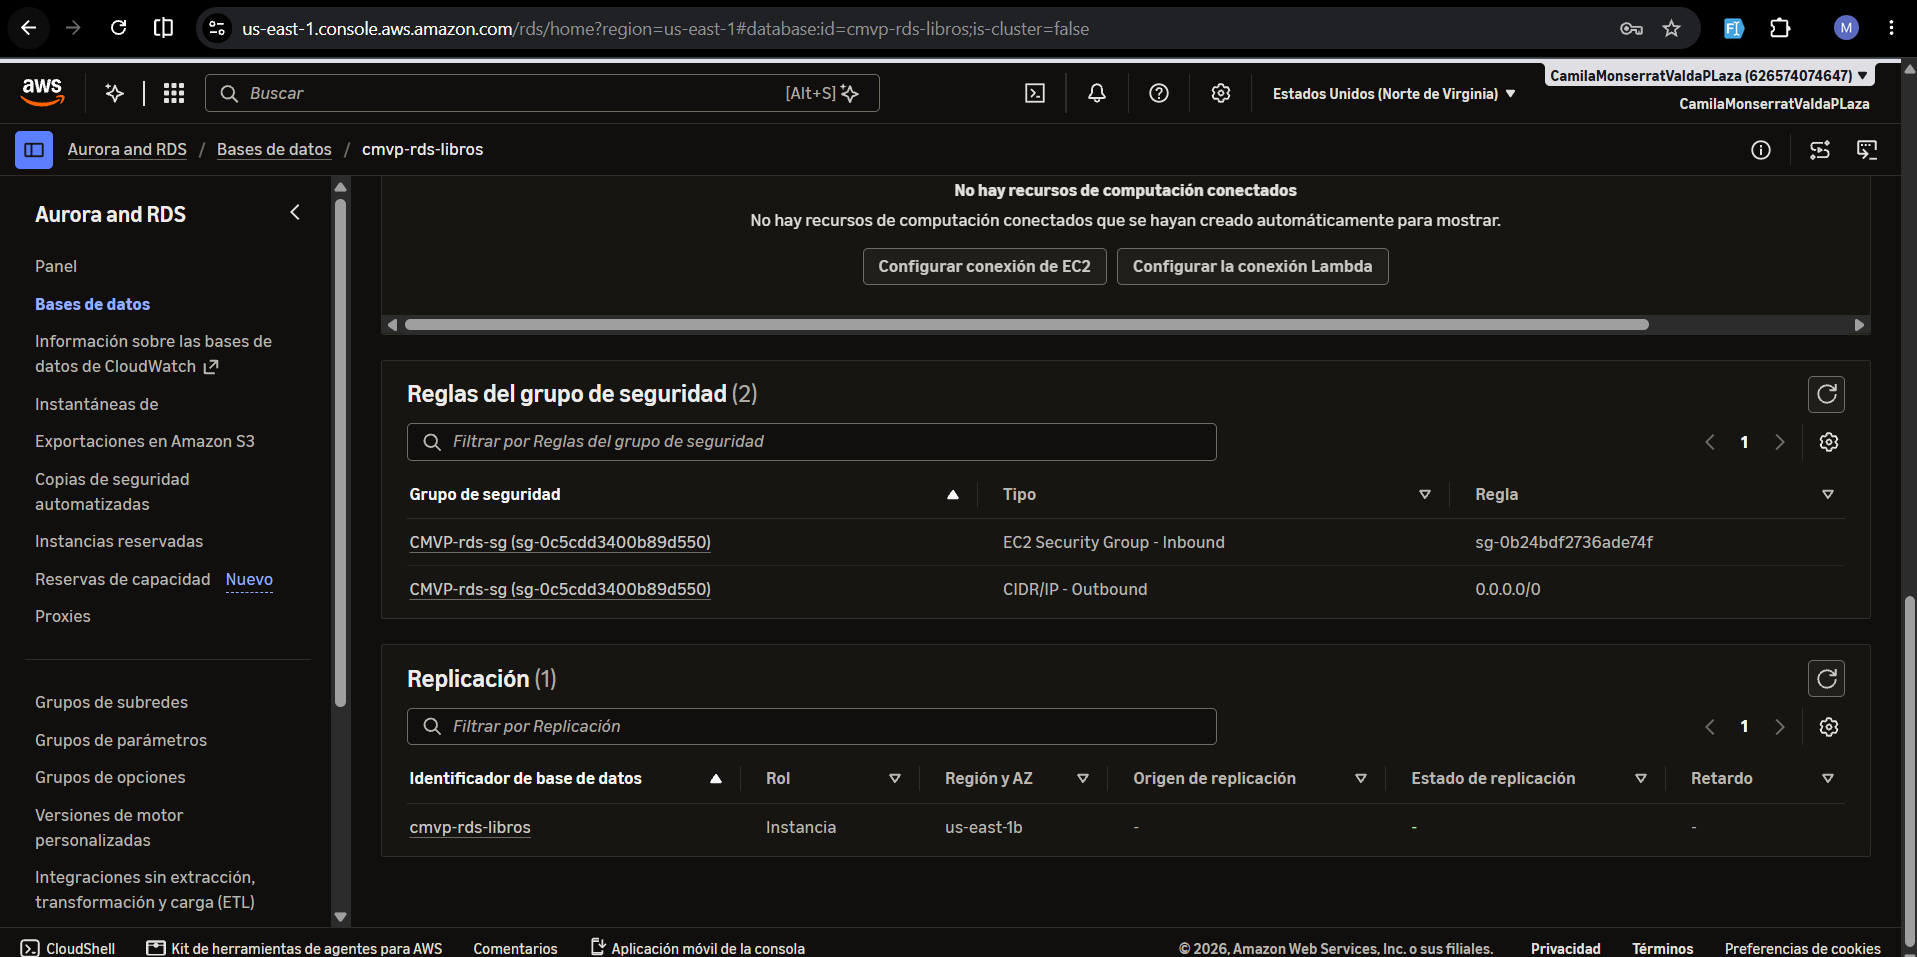 us-east-1.console.aws.amazon.com/rds/home?region=us-east-1#database:id=cmvp-rds-libros;is-cluster=false
M
aws
Buscar
[Alt+S]
Estados Unidos (Norte de Virginia) ▼
CamilaMonserratValdaPLaza (626574074647) ▼
CamilaMonserratValdaPLaza
Aurora and RDS / Bases de datos / cmvp-rds-libros
Aurora and RDS
Panel
Bases de datos
Información sobre las bases de
datos de CloudWatch
Instantáneas de
Exportaciones en Amazon S3
Copias de seguridad
automatizadas
Instancias reservadas
Reservas de capacidad Nuevo
Proxies
Grupos de subredes
Grupos de parámetros
Grupos de opciones
Versiones de motor
personalizadas
Integraciones sin extracción,
transformación y carga (ETL)
No hay recursos de computación conectados
No hay recursos de computación conectados que se hayan creado automáticamente para mostrar.
Configurar conexión de EC2
Configurar la conexión Lambda
Reglas del grupo de seguridad (2)
Filtrar por Reglas del grupo de seguridad
1
Grupo de seguridad Tipo Regla
CMVP-rds-sg (sg-0c5cdd3400b89d550) EC2 Security Group - Inbound sg-0b24bdf2736ade74f
CMVP-rds-sg (sg-0c5cdd3400b89d550) CIDR/IP - Outbound 0.0.0.0/0
Replicación (1)
Filtrar por Replicación
1
Identificador de base de datos Rol Región y AZ Origen de replicación Estado de replicación Retardo
cmvp-rds-libros Instancia us-east-1b - - -
CloudShell Kit de herramientas de agentes para AWS Comentarios Aplicación móvil de la consola © 2026, Amazon Web Services, Inc. o sus filiales. Privacidad Términos Preferencias de cookies